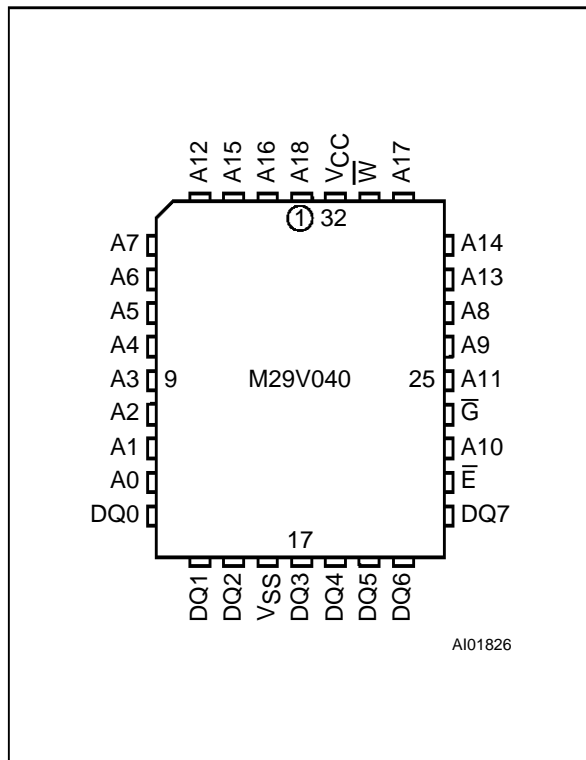 A12 A15 A16 A18 VCC W̅ A17
1 32
A7 A14
A6 A13
A5 A8
A4 A9
A3 9 M29V040 25 A11
A2 G̅
A1 A10
A0 E̅
DQ0 DQ7
17
DQ1 DQ2 VSS DQ3 DQ4 DQ5 DQ6
AI01826